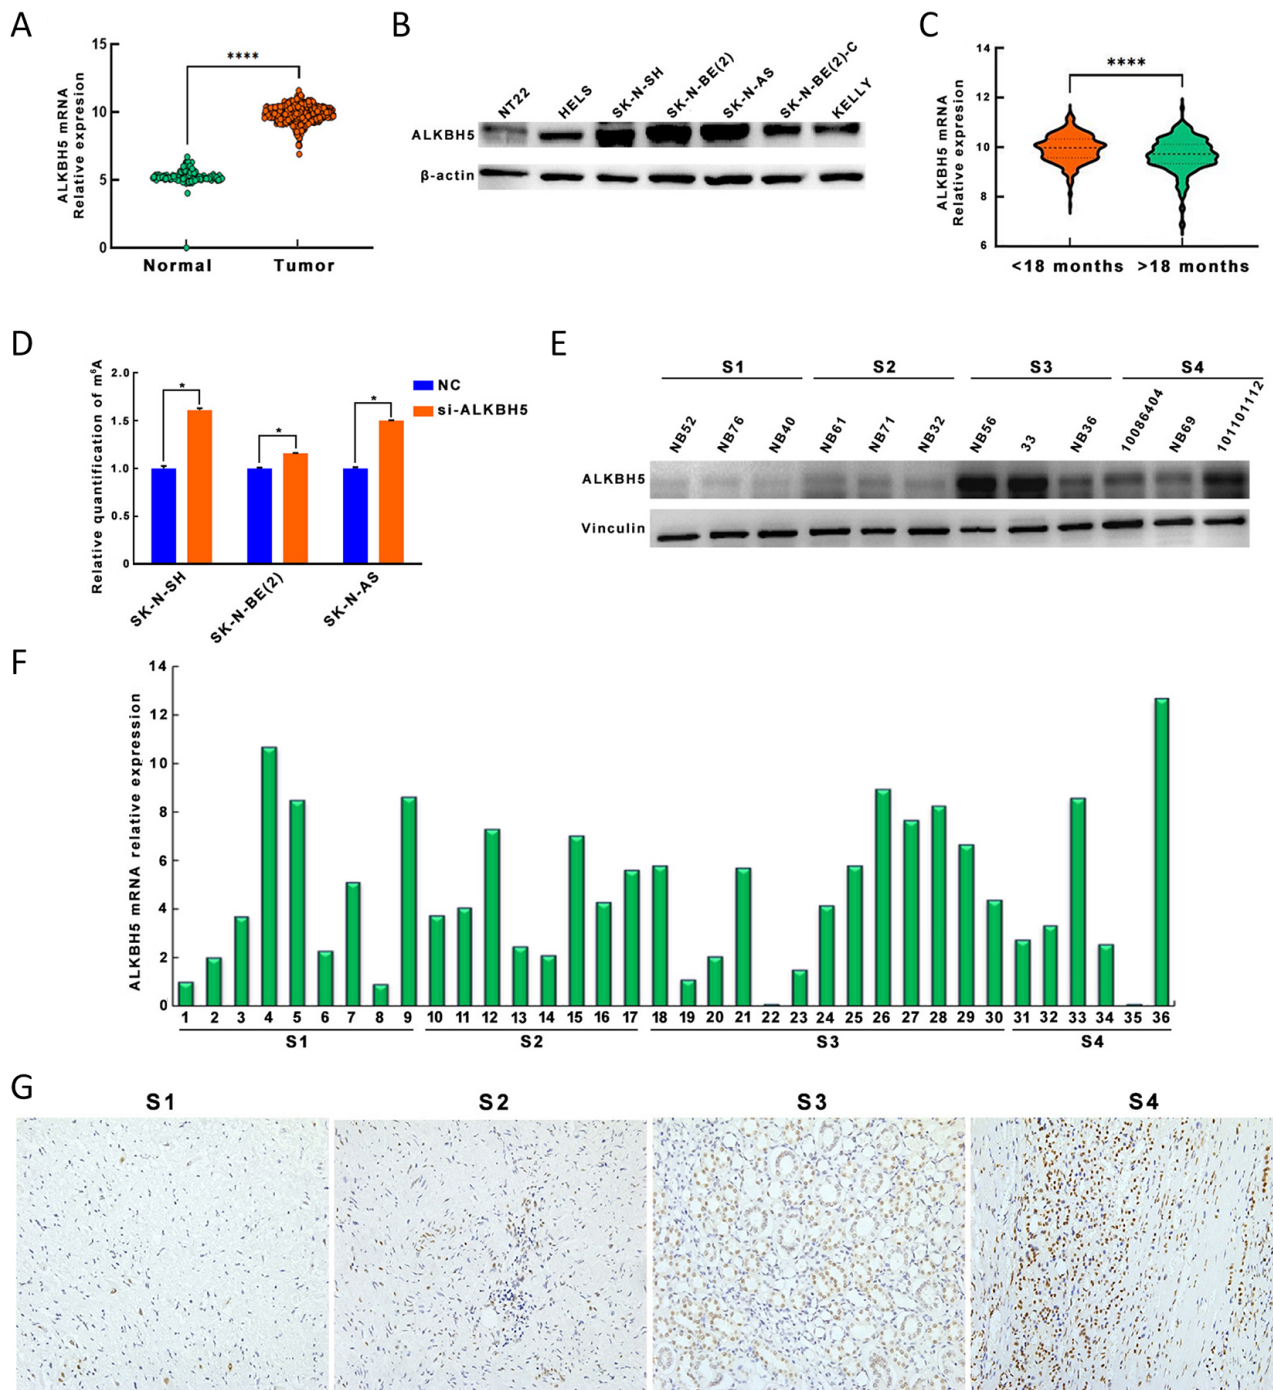 A
ALKBH5 mRNA
Relative expresion
15
10
5
0
****
Normal
Tumor
B
NT22
HELS
SK-N-SH
SK-N-BE(2)
SK-N-AS
SK-N-BE(2)-C
KELLY
ALKBH5
β-actin
C
ALKBH5 mRNA
Relative expresion
14
12
10
8
6
****
<18 months
>18 months
D
Relative quantification of m⁶A
2.0
1.5
1.0
0.5
0
*
*
*
NC
si-ALKBH5
SK-N-SH
SK-N-BE(2)
SK-N-AS
E
S1 S2 S3 S4
NB52
NB76
NB40
NB61
NB71
NB32
NB56
33
NB36
10086404
NB69
101101112
ALKBH5
Vinculin
F
ALKBH5 mRNA relative expression
14
12
10
8
6
4
2
0
1 2 3 4 5 6 7 8 9 10 11 12 13 14 15 16 17 18 19 20 21 22 23 24 25 26 27 28 29 30 31 32 33 34 35 36
S1 S2 S3 S4
G
S1 S2 S3 S4